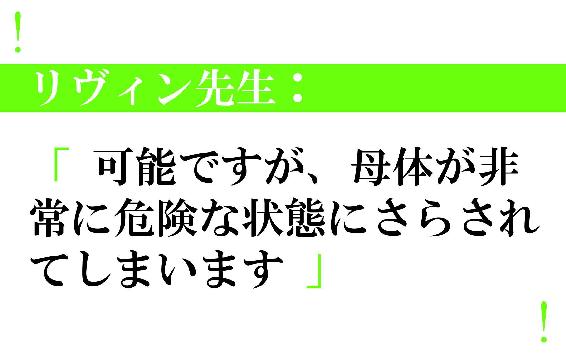 !
リヴィン先生：
「 可能ですが、母体が非
常に危険な状態にさらされ
てしまいます 」
!